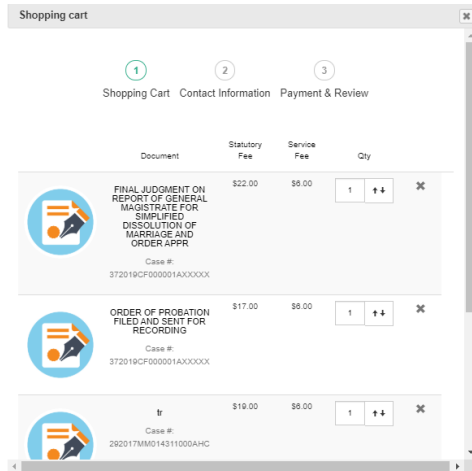 Shopping cart
1 2 3
Shopping Cart Contact Information Payment & Review
Document Statutory Fee Service Fee Qty
FINAL JUDGMENT ON
REPORT OF GENERAL
MAGISTRATE FOR
SIMPLIFIED
DISSOLUTION OF
MARRIAGE AND
ORDER APPR
Case #:
372019CF000001AXXXXX
$22.00 $6.00 1
ORDER OF PROBATION
FILED AND SENT FOR
RECORDING
Case #:
372019CF000001AXXXXX
$17.00 $6.00 1
tr
Case #:
292017MM014311000AHC
$19.00 $6.00 1